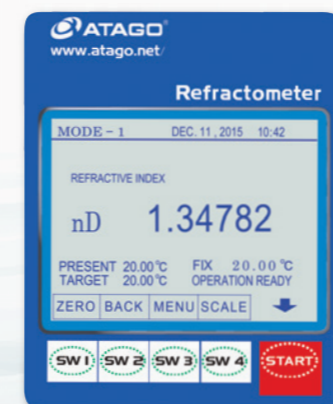 ATAGO®
www.atago.net/
Refractometer
MODE - 1 DEC. 11 , 2015 10:42
REFRACTIVE INDEX
nD 1.34782
PRESENT 20.00℃ FIX 20.00℃
TARGET 20.00℃ OPERATION READY
ZERO BACK MENU SCALE
SW 1 SW 2 SW 3 SW 4 START